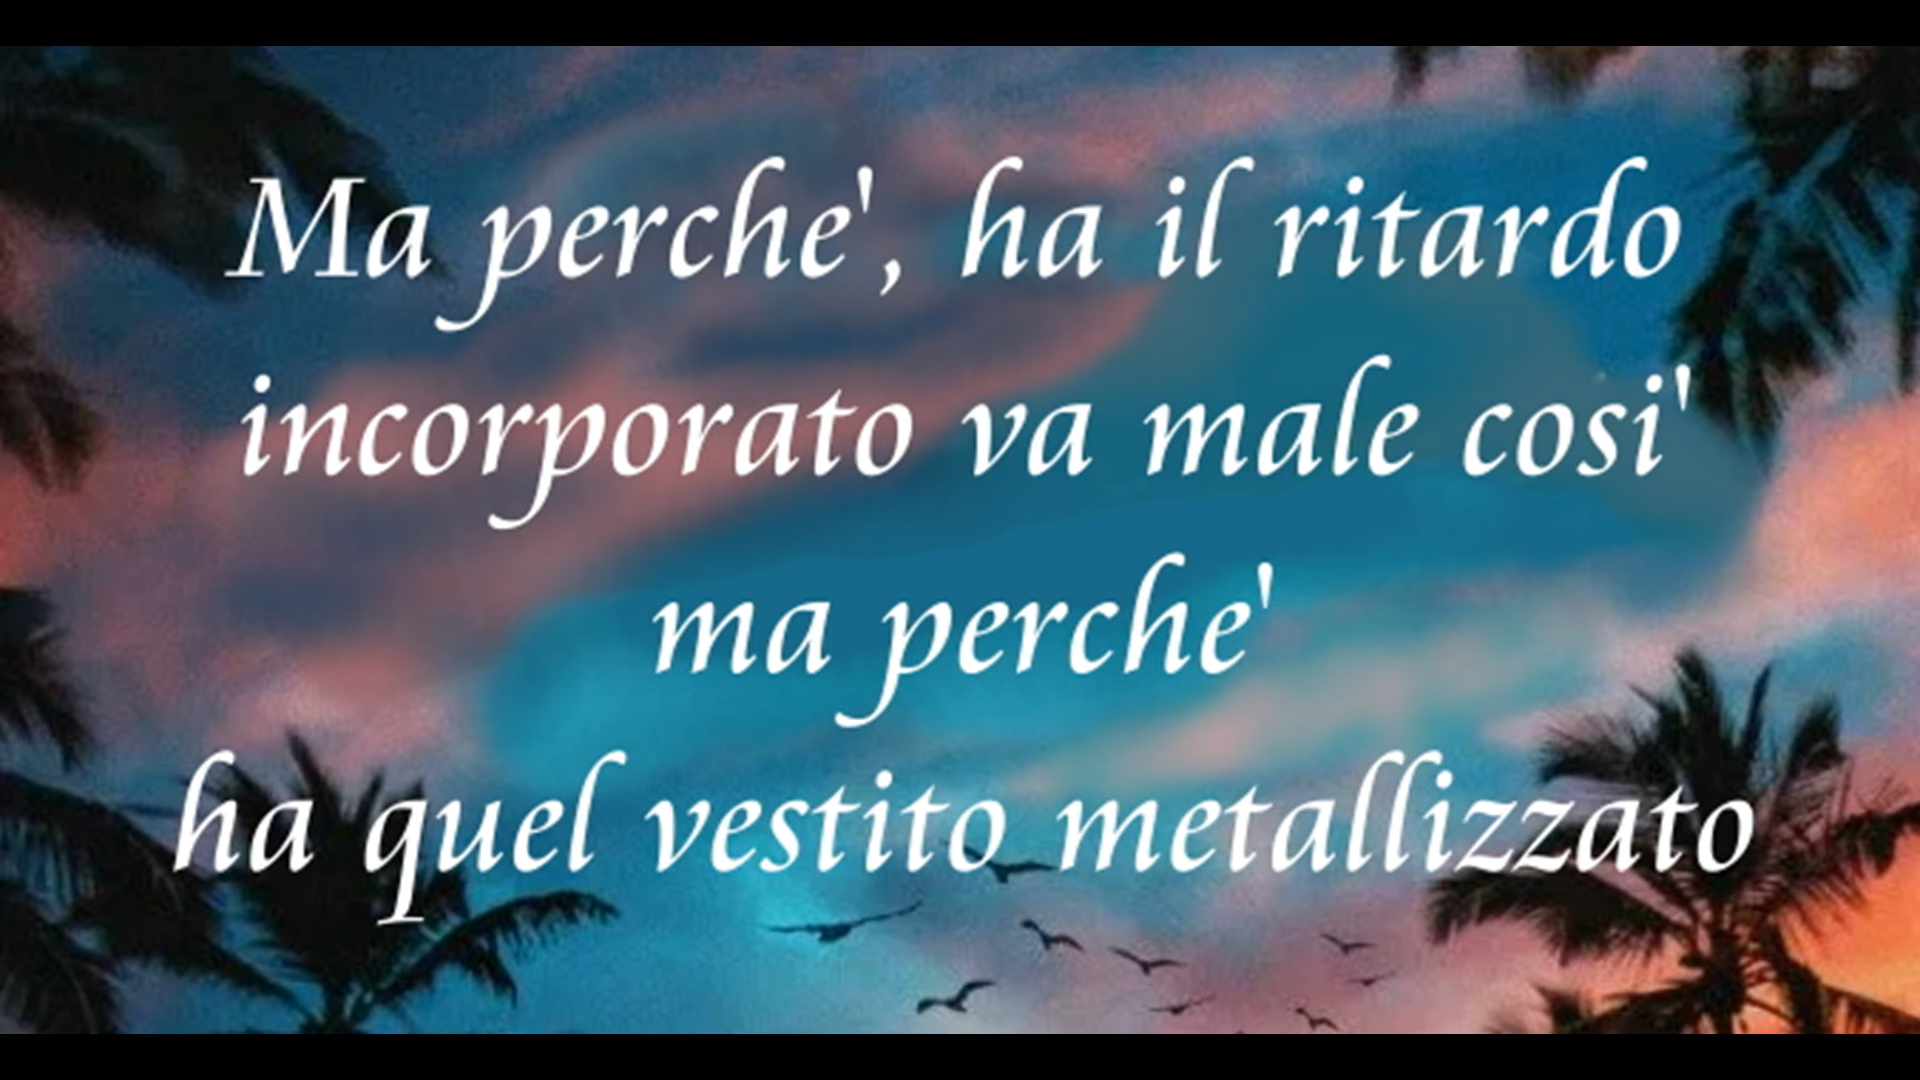 Ma perche', ha il ritardo
incorporato va male cosi'
ma perche'
ha quel vestito metallizzato